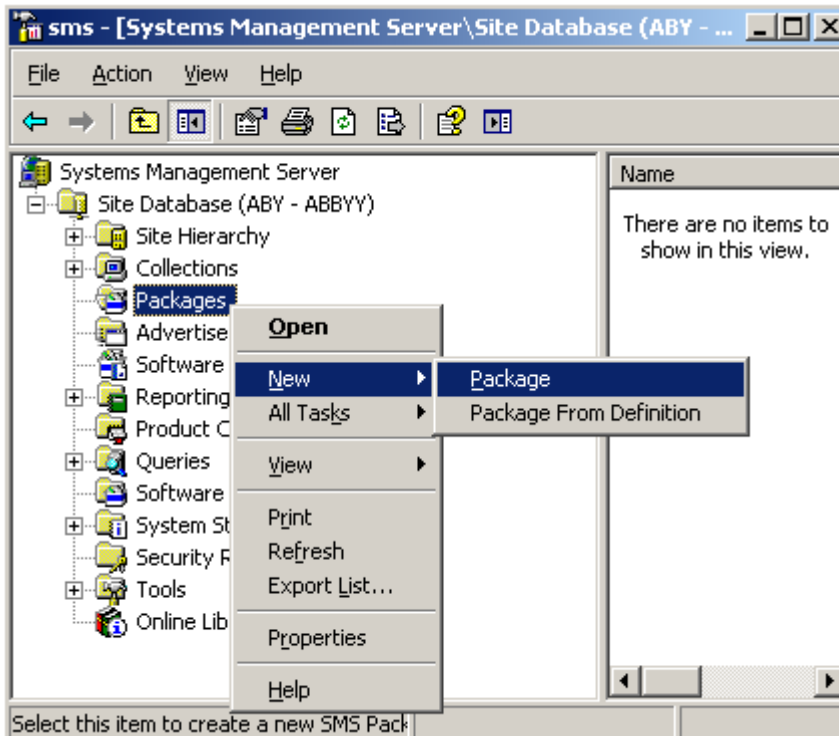 sms - [Systems Management Server\Site Database (ABY - ...
File Action View Help
Systems Management Server
Site Database (ABY - ABBYY)
Site Hierarchy
Collections
Packages
Advertise
Software
Reporting
Product C
Queries
Software
System St
Security R
Tools
Online Lib
Open
New
All Tasks
View
Print
Refresh
Export List...
Properties
Help
Package
Package From Definition
Name
There are no items to
show in this view.
Select this item to create a new SMS Pack